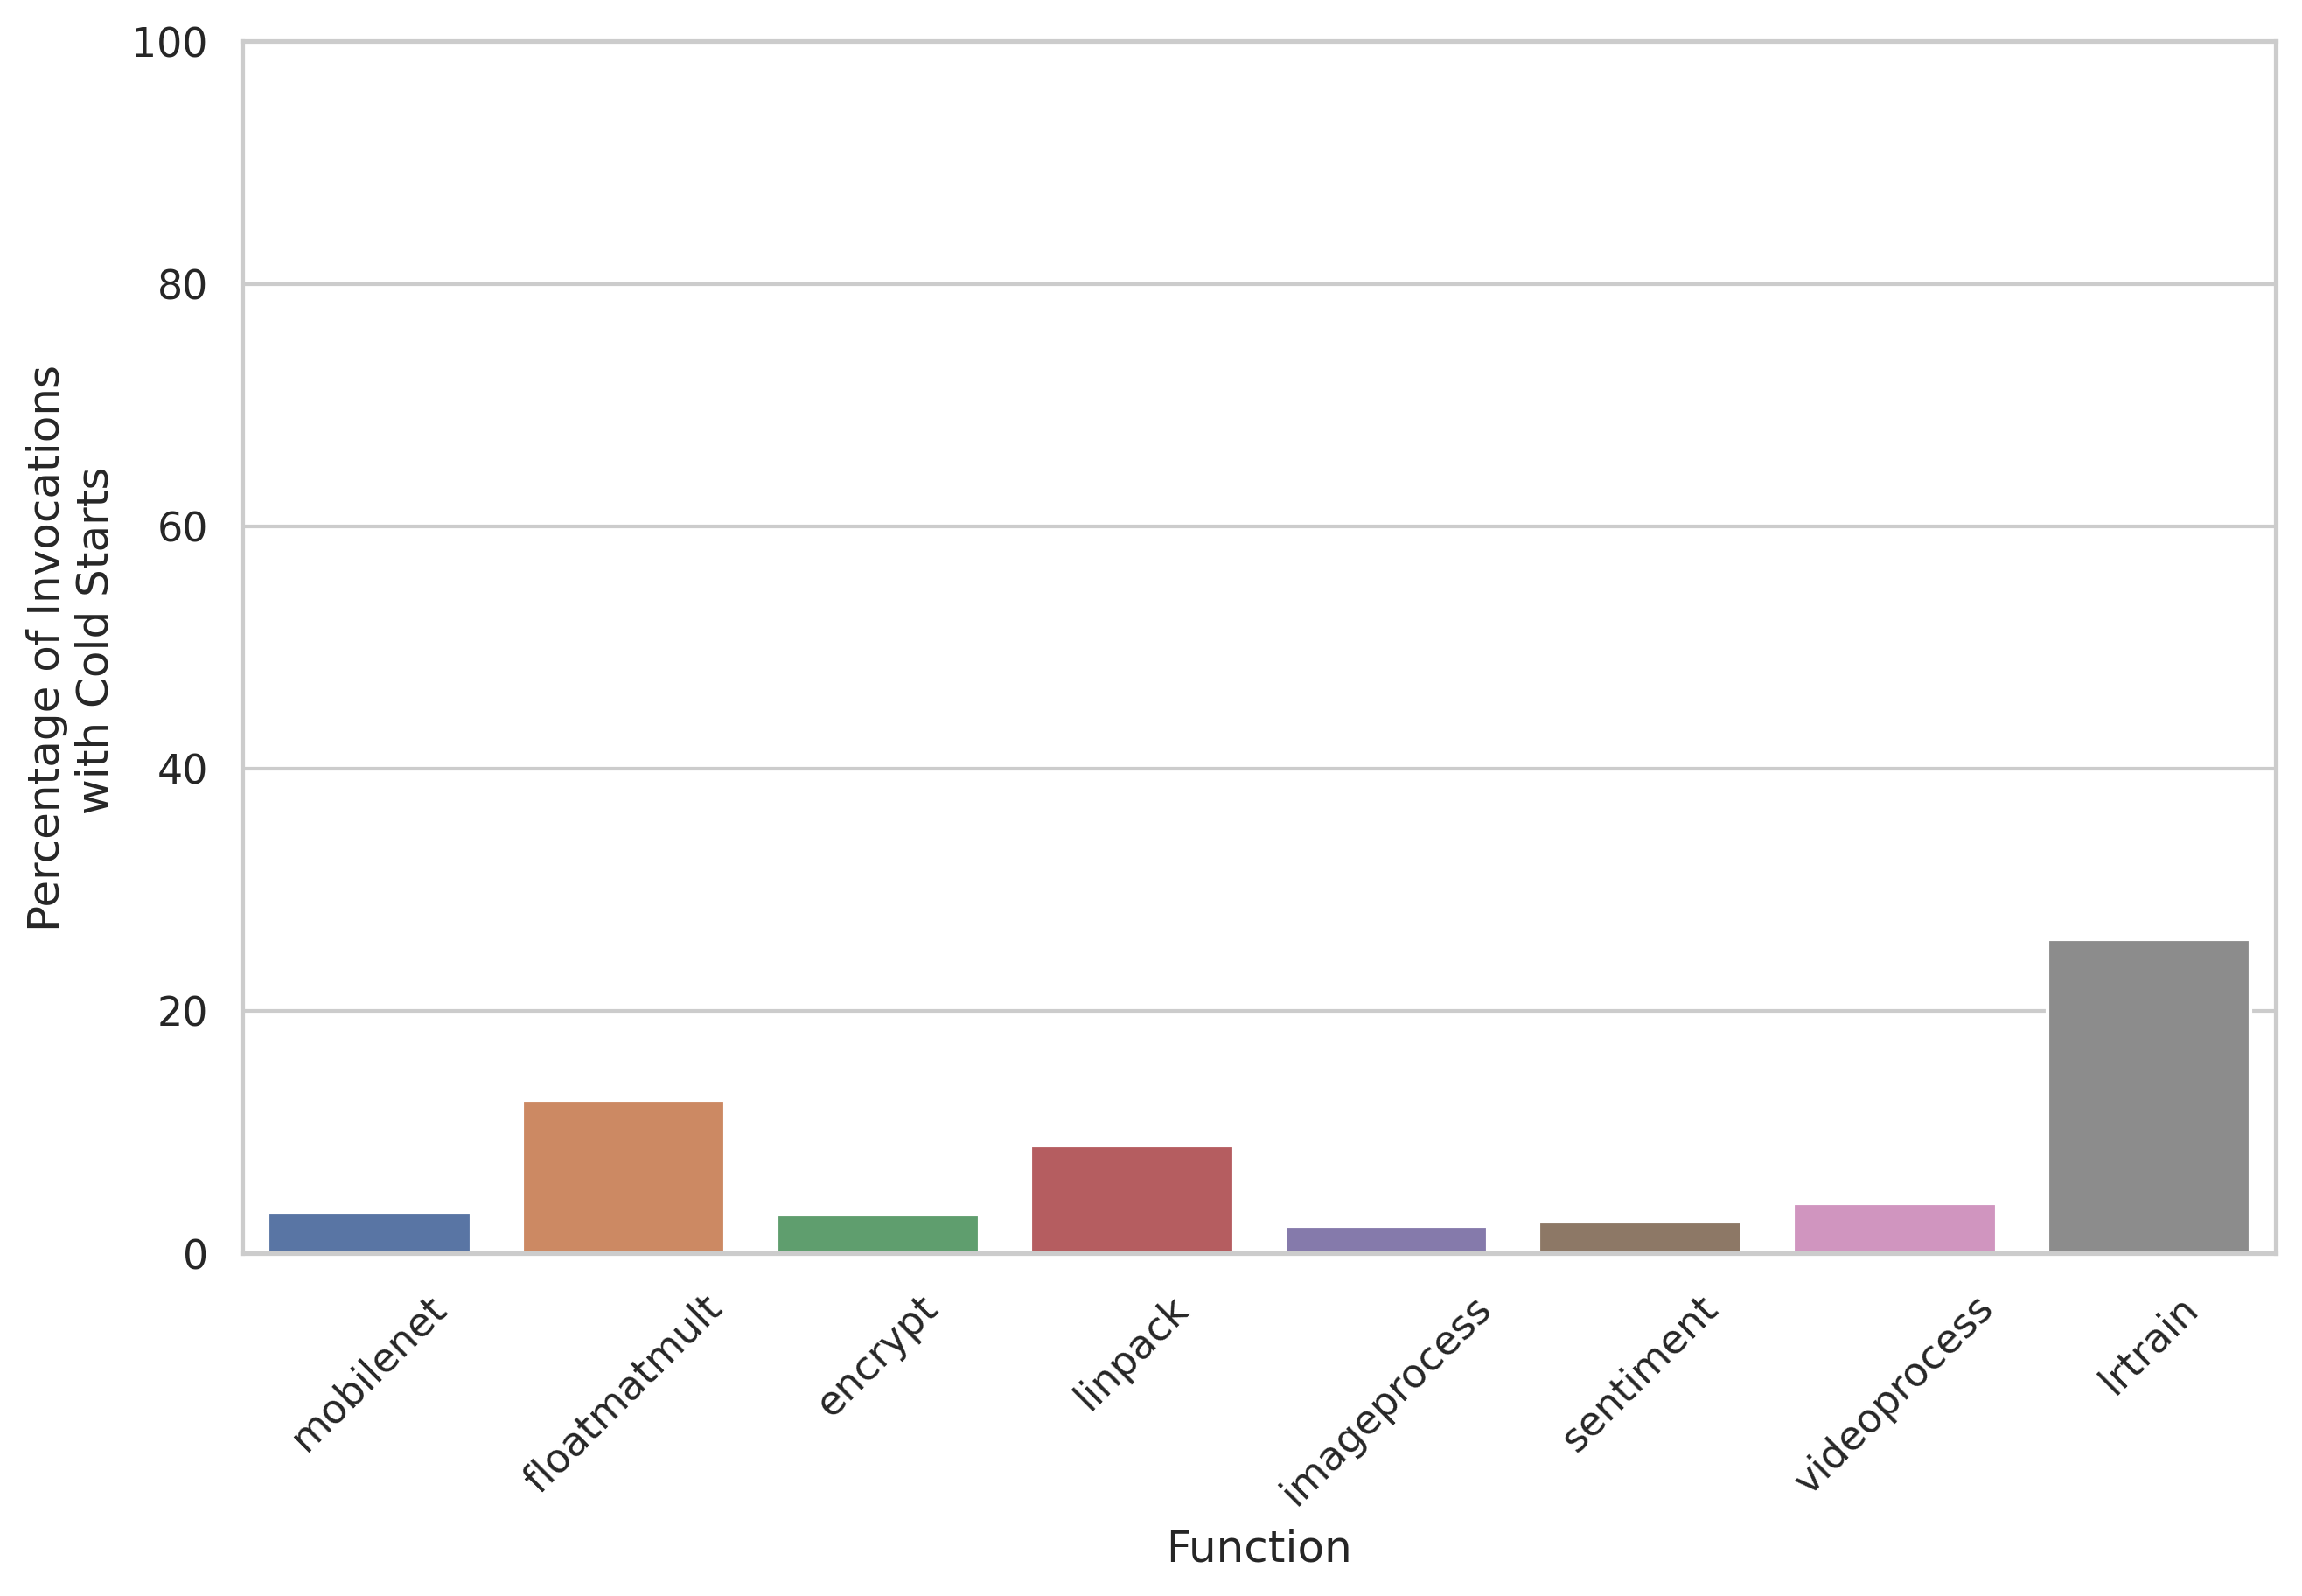 Percentage of Invocations
with Cold Starts
100
80
60
40
20
0
mobilenet
floatmatmult
encrypt
linpack
imageprocess
sentiment
videoprocess
lrtrain
Function